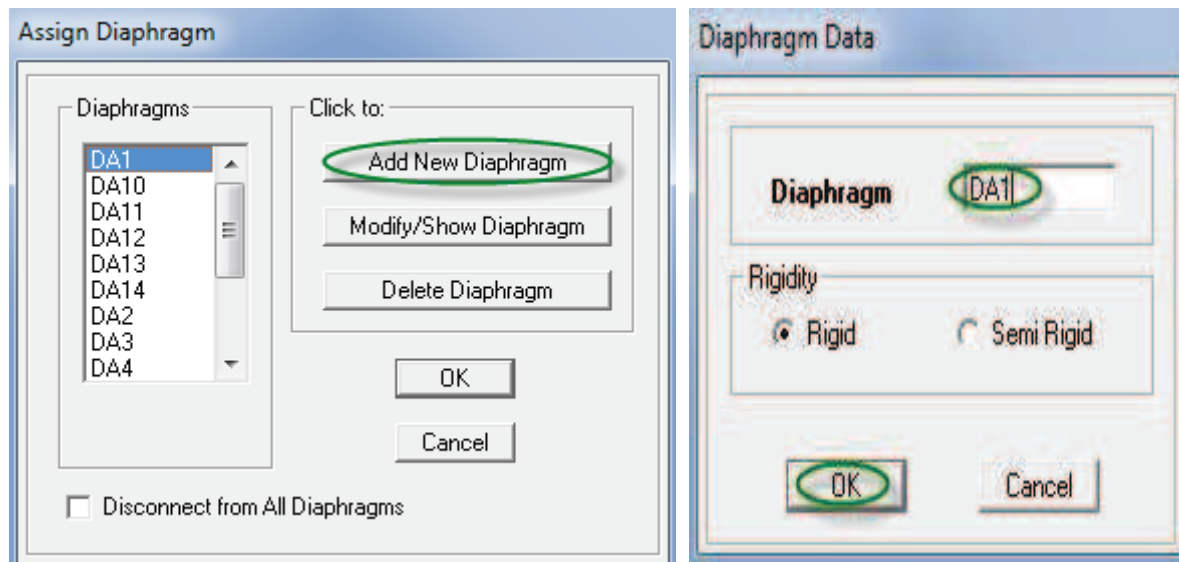 Assign Diaphragm
Diaphragms
DA1
DA10
DA11
DA12
DA13
DA14
DA2
DA3
DA4
Click to:
Add New Diaphragm
Modify/Show Diaphragm
Delete Diaphragm
OK
Cancel
Disconnect from All Diaphragms
Diaphragm Data
Diaphragm DA1
Rigidity
Rigid Semi Rigid
OK Cancel